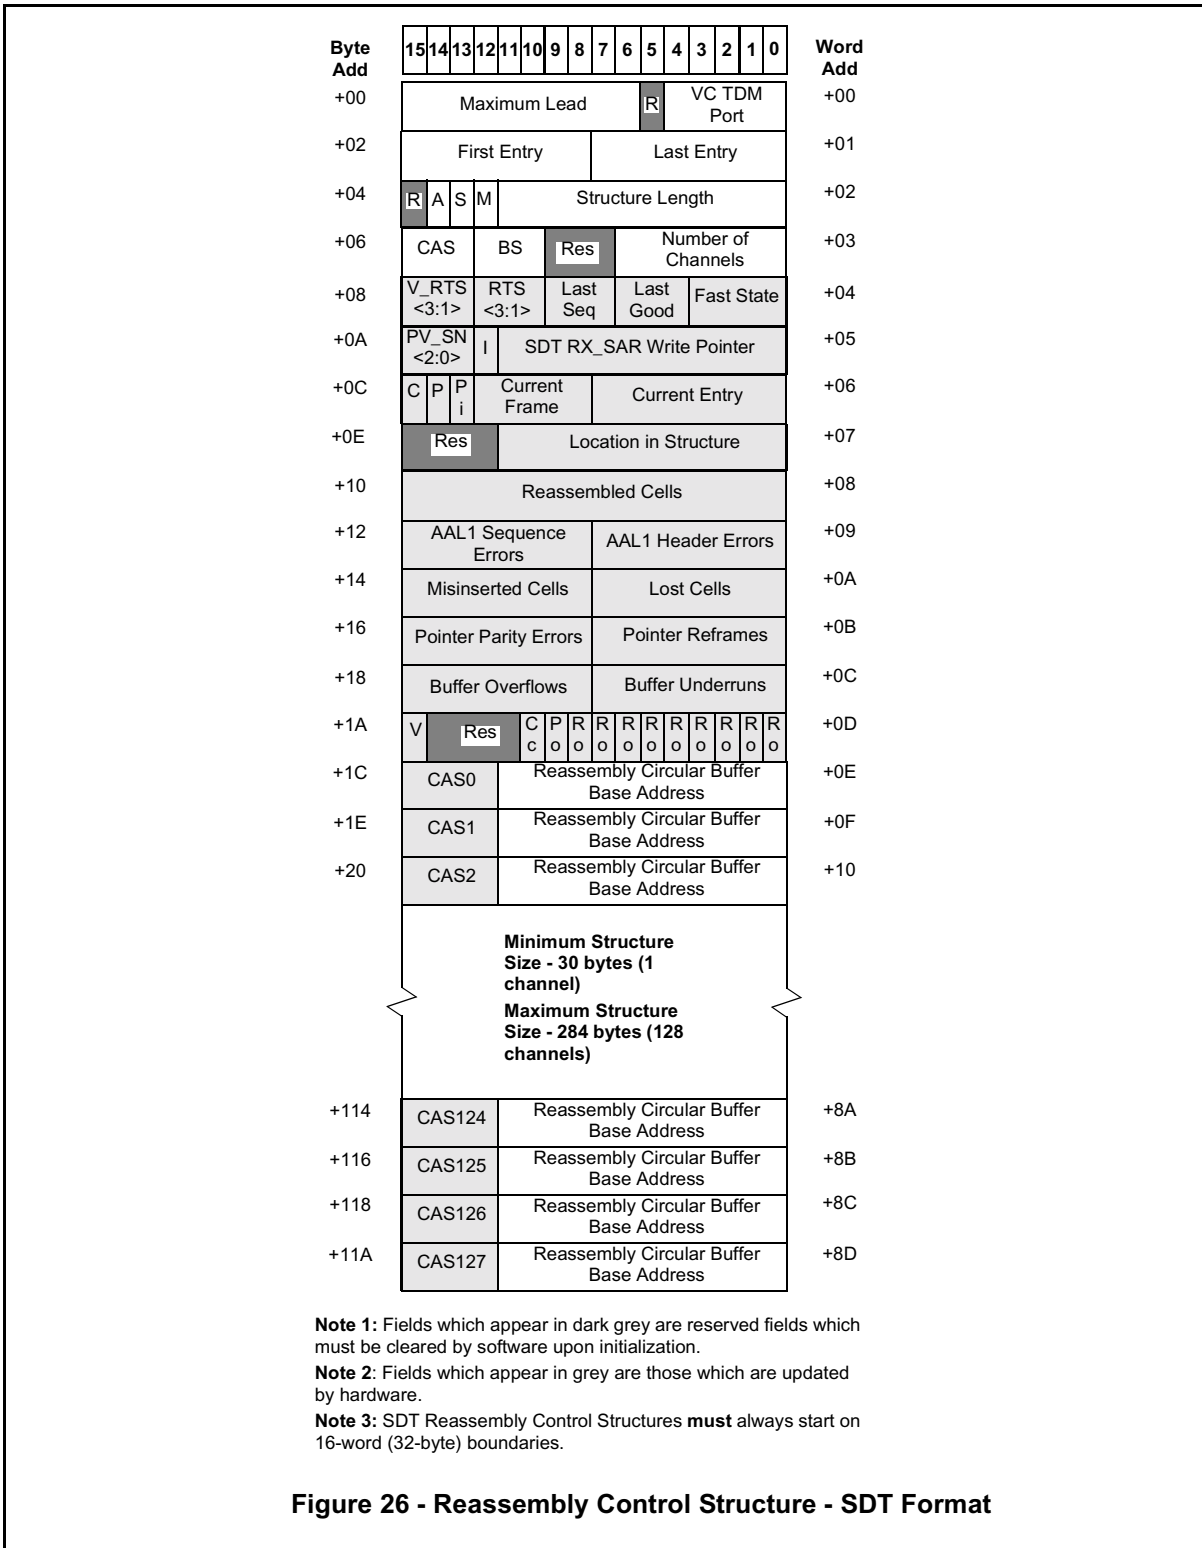 Byte Add 15 14 13 12 11 10 9 8 7 6 5 4 3 2 1 0 Word Add
+00 Maximum Lead R VC TDM Port +00
+02 First Entry Last Entry +01
+04 R A S M Structure Length +02
+06 CAS BS Res Number of Channels +03
+08 V_RTS <3:1> RTS <3:1> Last Seq Last Good Fast State +04
+0A PV_SN <2:0> I SDT RX_SAR Write Pointer +05
+0C C P Pi Current Frame Current Entry +06
+0E Res Location in Structure +07
+10 Reassembled Cells +08
+12 AAL1 Sequence Errors AAL1 Header Errors +09
+14 Misinserted Cells Lost Cells +0A
+16 Pointer Parity Errors Pointer Reframes +0B
+18 Buffer Overflows Buffer Underruns +0C
+1A V Res Cc Po Ro Ro Ro Ro Ro Ro Ro Ro Ro +0D
+1C CAS0 Reassembly Circular Buffer Base Address +0E
+1E CAS1 Reassembly Circular Buffer Base Address +0F
+20 CAS2 Reassembly Circular Buffer Base Address +10
Minimum Structure
Size - 30 bytes (1
channel)
Maximum Structure
Size - 284 bytes (128
channels)
+114 CAS124 Reassembly Circular Buffer Base Address +8A
+116 CAS125 Reassembly Circular Buffer Base Address +8B
+118 CAS126 Reassembly Circular Buffer Base Address +8C
+11A CAS127 Reassembly Circular Buffer Base Address +8D
Note 1: Fields which appear in dark grey are reserved fields which
must be cleared by software upon initialization.
Note 2: Fields which appear in grey are those which are updated
by hardware.
Note 3: SDT Reassembly Control Structures must always start on
16-word (32-byte) boundaries.
Figure 26 - Reassembly Control Structure - SDT Format